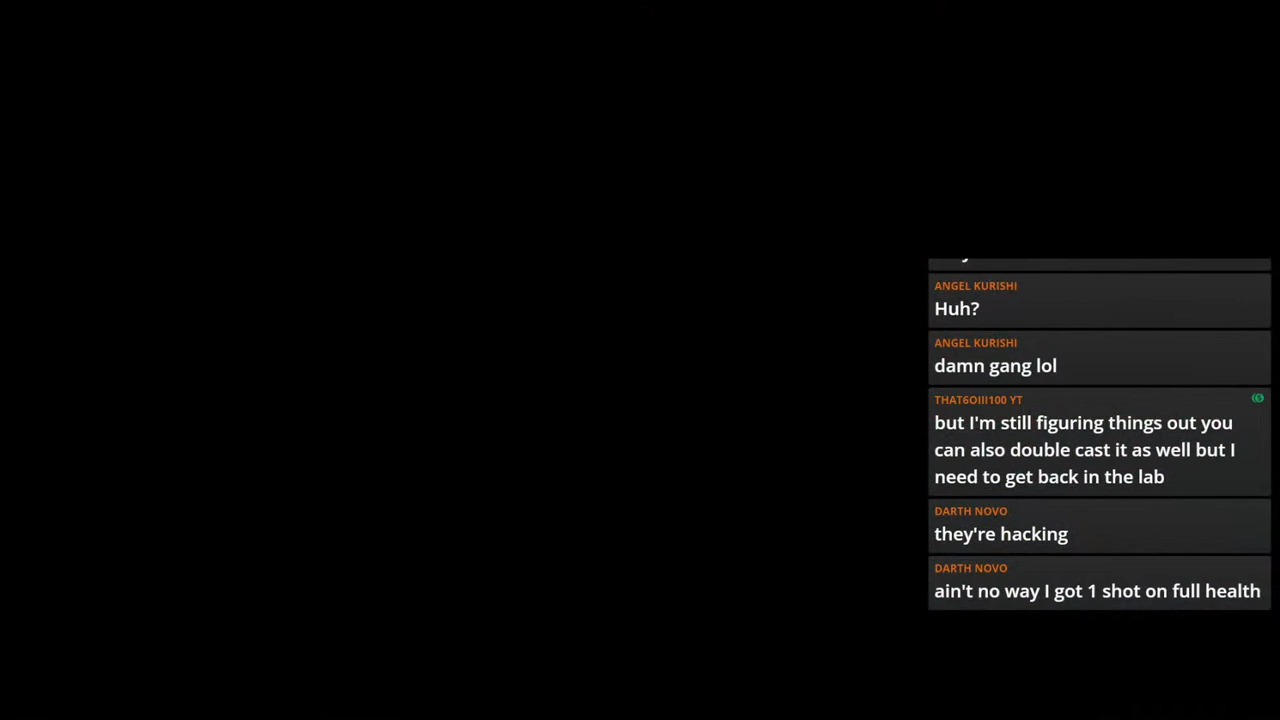 ANGEL KURISHI
Huh?
ANGEL KURISHI
damn gang lol
THAT6OIII100 YT
but I'm still figuring things out you
can also double cast it as well but I
need to get back in the lab
DARTH NOVO
they're hacking
DARTH NOVO
ain't no way I got 1 shot on full health